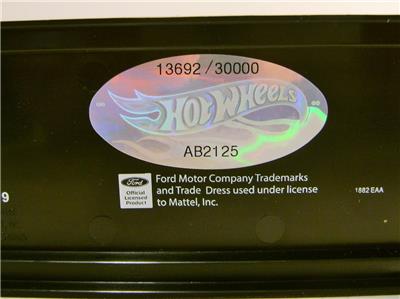 13692 / 30000
HOT WHEELS
AB2125
Ford
Official
Licensed
Product
Ford Motor Company Trademarks
and Trade Dress used under license
to Mattel, Inc.
1882 EAA
9